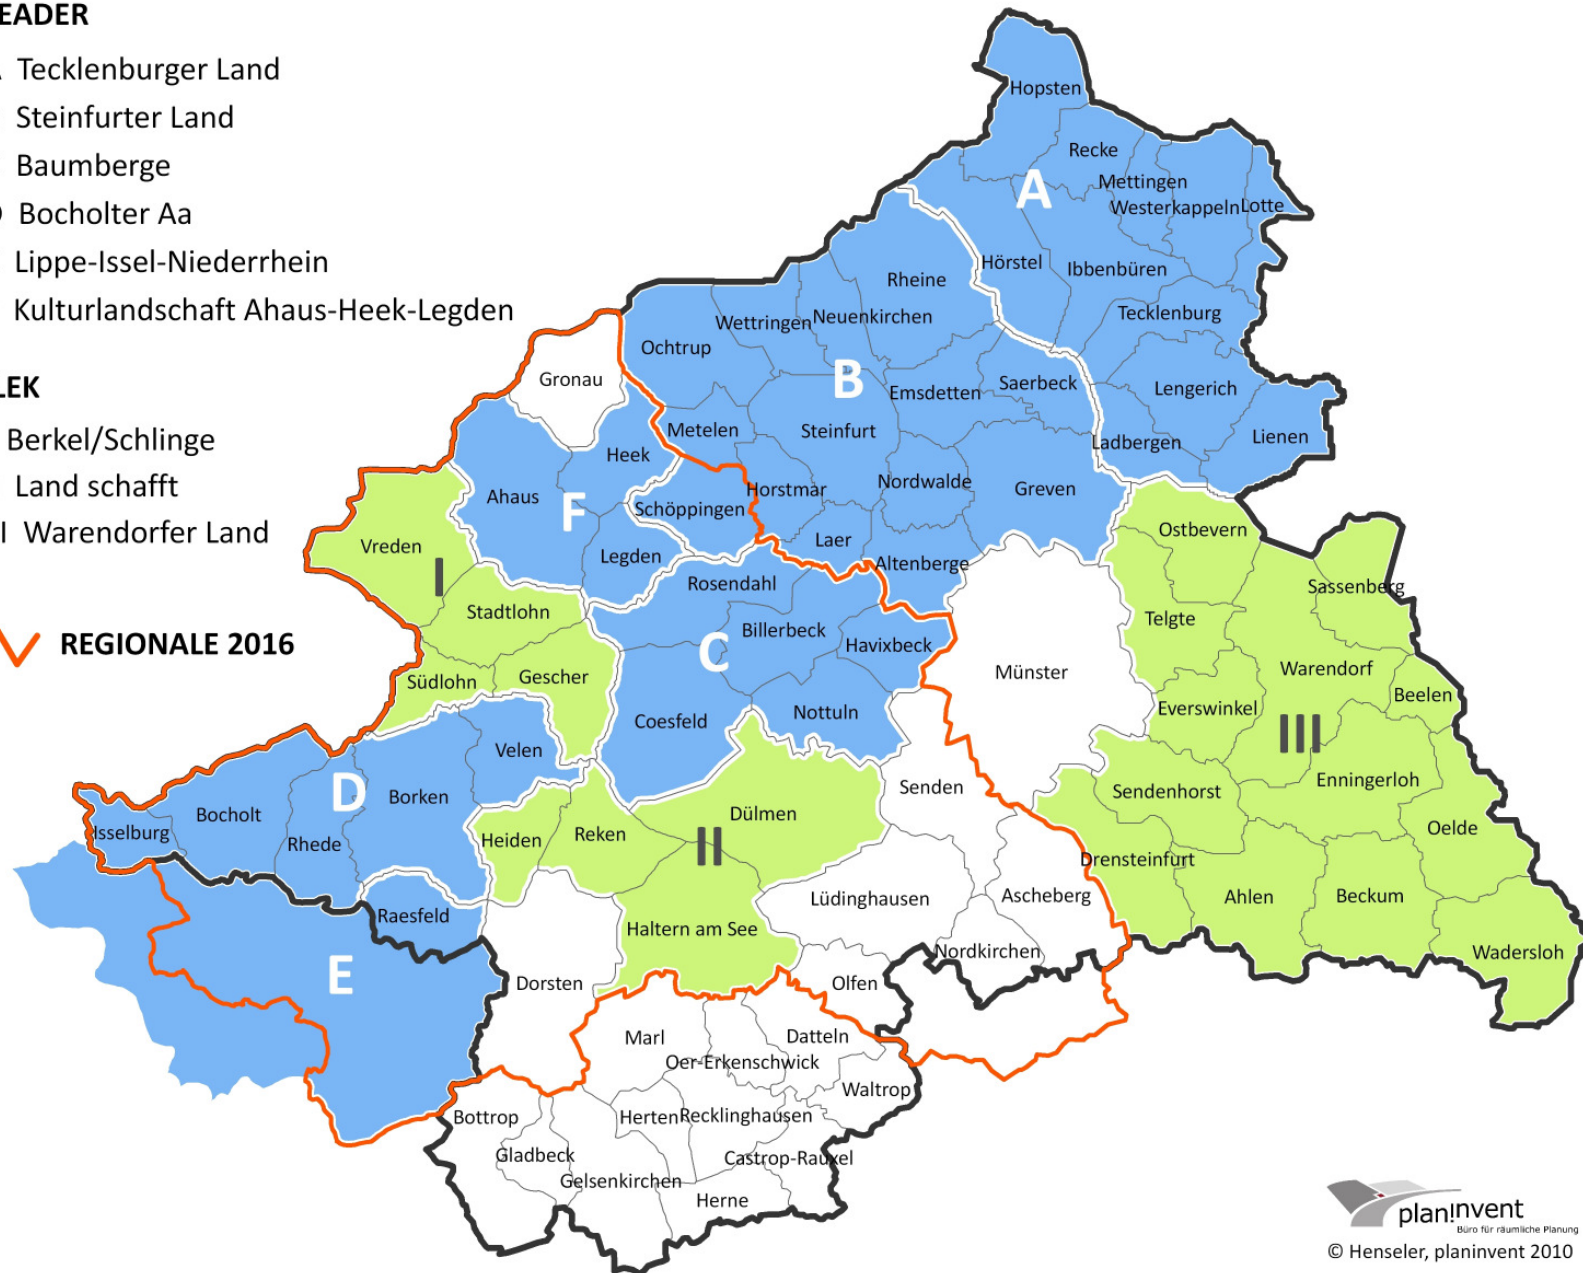 EADER
Tecklenburger Land
Steinfurter Land
Baumberge
Bocholter Aa
Lippe-Issel-Niederrhein
Kulturlandschaft Ahaus-Heek-Legden
LEK
Berkel/Schlinge
Land schafft
I Warendorfer Land
REGIONALE 2016
Hopsten
Recke
Mettingen
A
Westerkappeln
Lotte
Hörstel
Ibbenbüren
Rheine
Tecklenburg
Wettringen
Neuenkirchen
Ochtrup
Gronau
B
Emsdetten
Saerbeck
Lengerich
Metelen
Steinfurt
Ladbergen
Lienen
Heek
Ahaus
F
Schöppingen
Horstmar
Nordwalde
Greven
Vreden
Legden
Laer
Altenberge
Ostbevern
I
Rosendahl
Sassenberg
Stadtlohn
Billerbeck
Havixbeck
Telgte
C
Südlohn
Gescher
Münster
Warendorf
Beelen
Coesfeld
Nottuln
Everswinkel
III
Velen
D
Borken
Senden
Sendenhorst
Enningerloh
Isselburg
Bocholt
Rhede
Heiden
Reken
Dülmen
II
Oelde
Drensteinfurt
Raesfeld
Lüdinghausen
Ascheberg
Ahlen
Beckum
Haltern am See
Nordkirchen
Wadersloh
E
Dorsten
Olfen
Marl
Datteln
Oer-Erkenschwick
Waltrop
Bottrop
Herten
Recklinghausen
Gladbeck
Castrop-Rauxel
Gelsenkirchen
Herne
plan!nvent
Büro für räumliche Planung
© Henseler, planinvent 2010